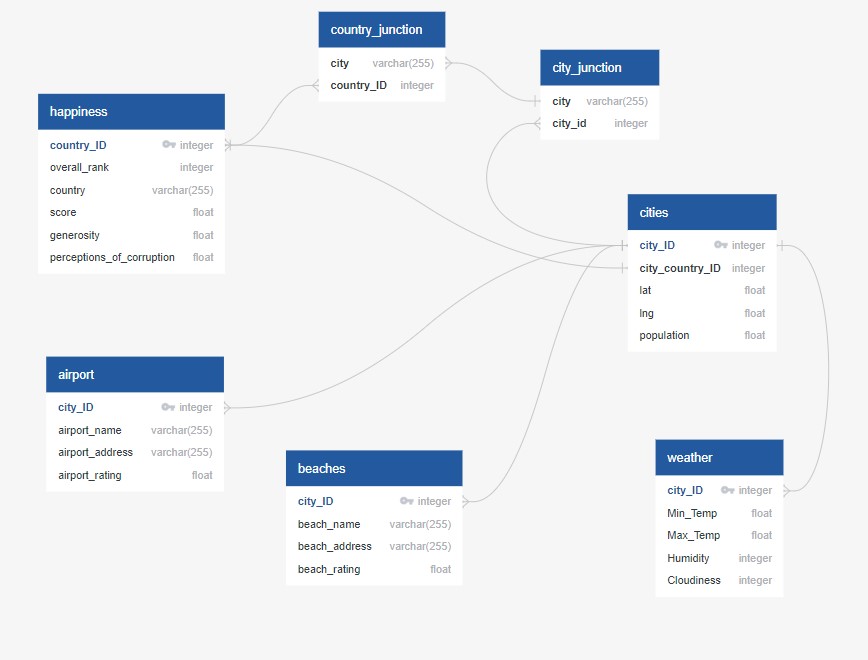 country_junction
city varchar(255)
country_ID integer
city_junction
city varchar(255)
city_id integer
happiness
country_ID integer
overall_rank integer
country varchar(255)
score float
generosity float
perceptions_of_corruption float
cities
city_ID integer
city_country_ID integer
lat float
lng float
population float
airport
city_ID integer
airport_name varchar(255)
airport_address varchar(255)
airport_rating float
beaches
city_ID integer
beach_name varchar(255)
beach_address varchar(255)
beach_rating float
weather
city_ID integer
Min_Temp float
Max_Temp float
Humidity integer
Cloudiness integer